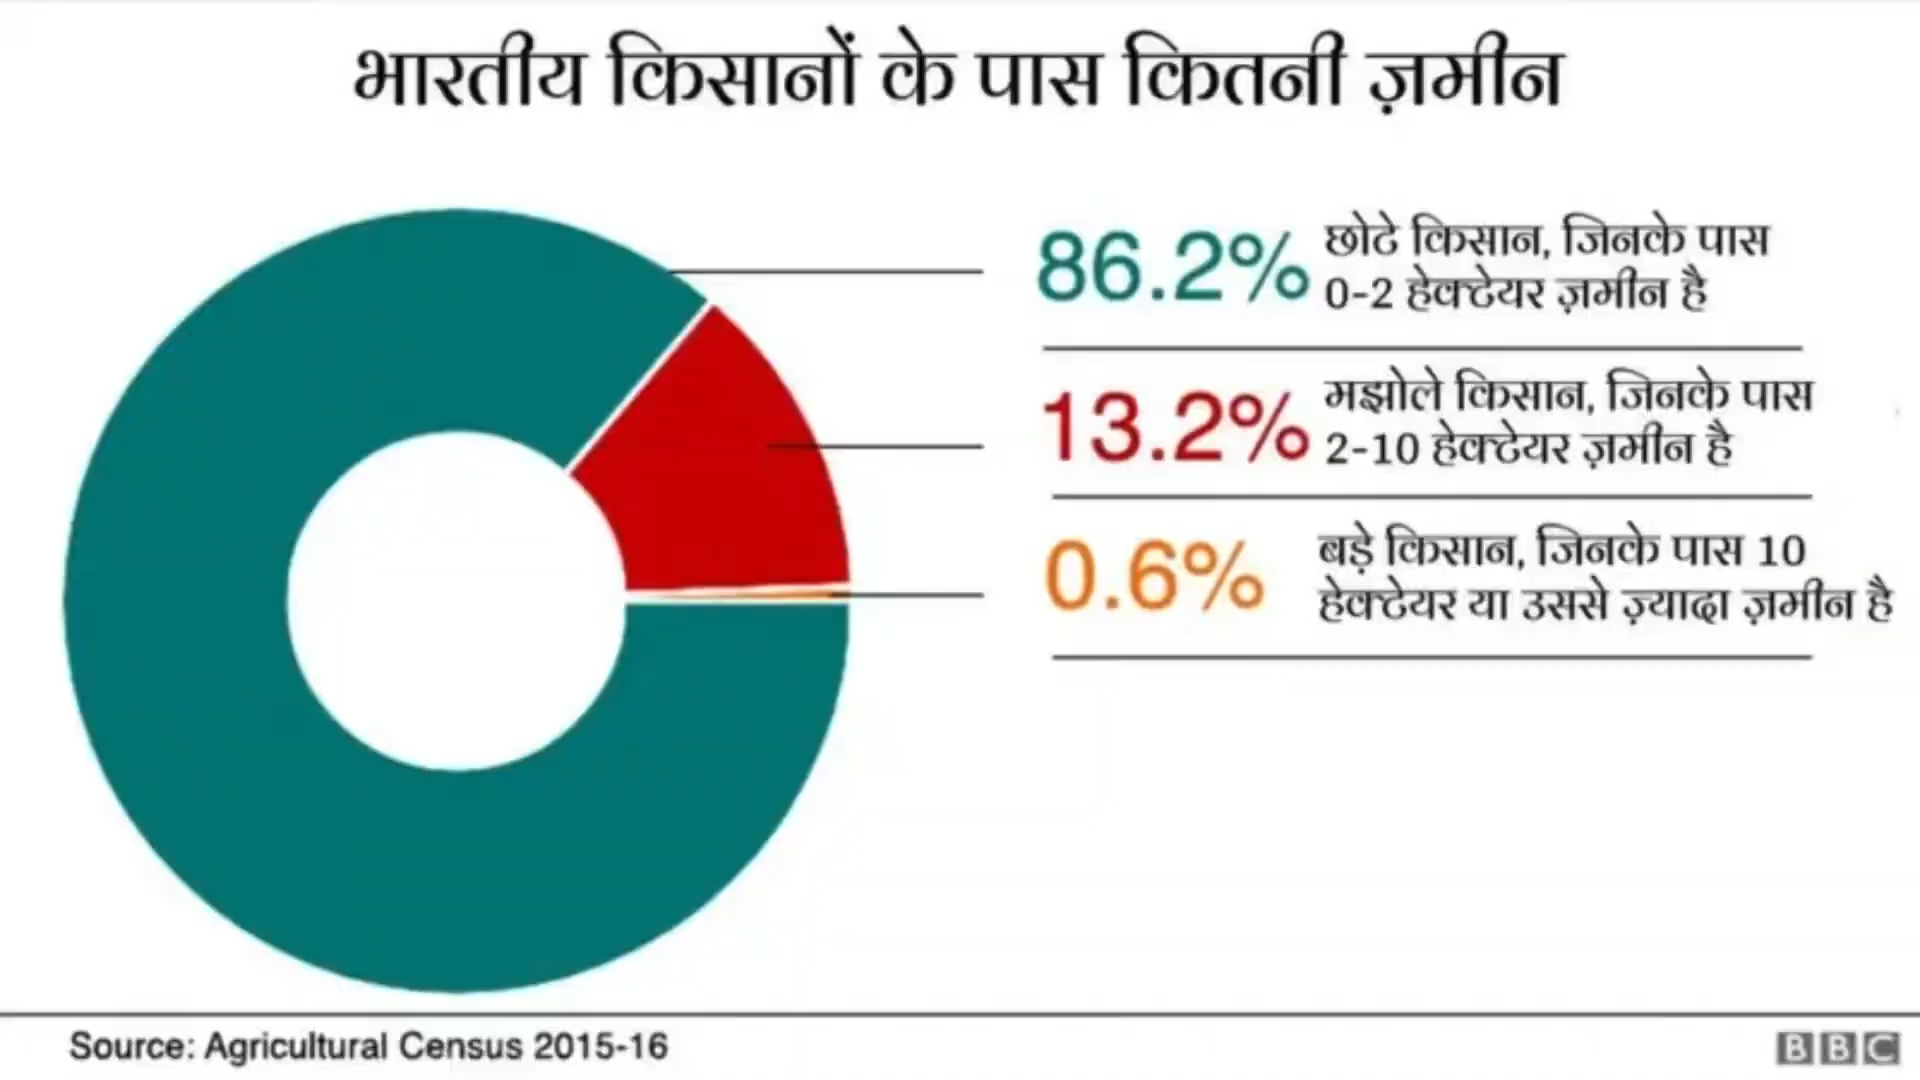 भारतीय किसानों के पास कितनी ज़मीन
86.2% छोटे किसान, जिनके पास
0-2 हेक्टेयर ज़मीन है
13.2% मझोले किसान, जिनके पास
2-10 हेक्टेयर ज़मीन है
0.6% बड़े किसान, जिनके पास 10
हेक्टेयर या उससे ज़्यादा ज़मीन है
Source: Agricultural Census 2015-16
BBC